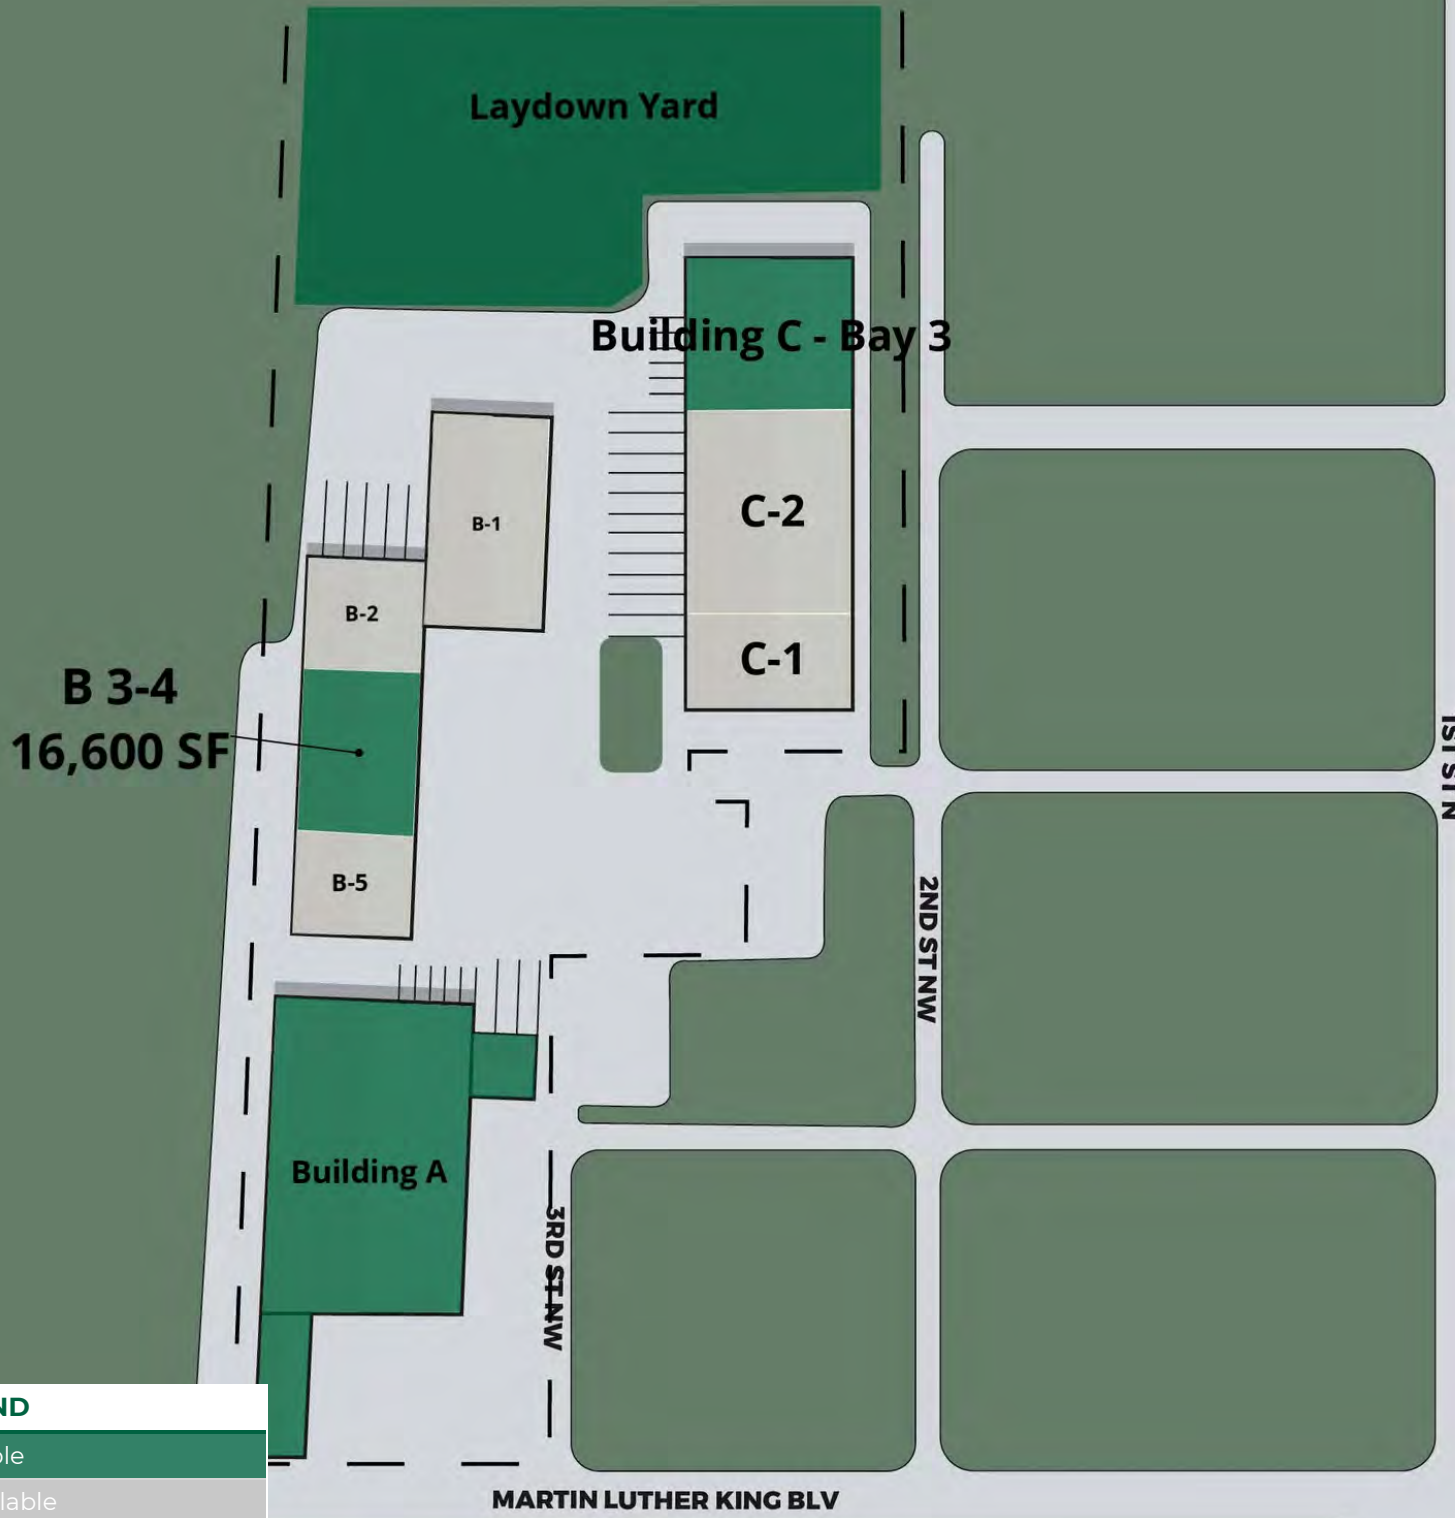 Laydown Yard
Building C - Bay 3
B-1
C-2
B-2
C-1
B 3-4
16,600 SF
B-5
1ST ST N
2ND ST NW
Building A
3RD ST NW
ND
ble
lable
MARTIN LUTHER KING BLV